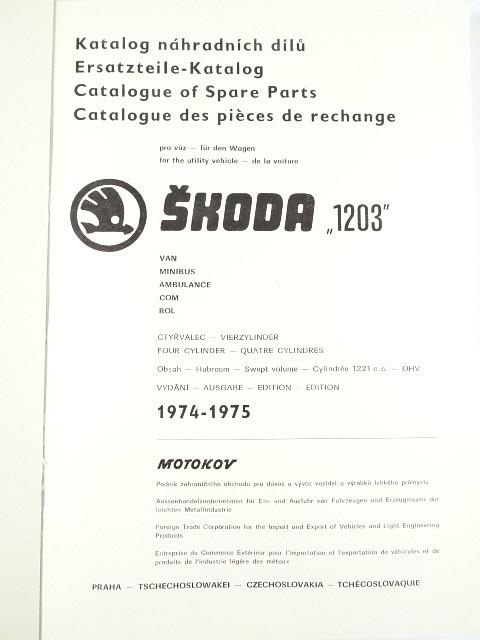 Katalog náhradních dílů
Ersatzteile-Katalog
Catalogue of Spare Parts
Catalogue des pièces de rechange
pro vůz — für den Wagen
for the utility vehicle — de la voiture
ŠKODA „1203”
VAN
MINIBUS
AMBULANCE
COM
ROL
ČTYŘVALEC — VIERZYLINDER
FOUR CYLINDER — QUATRE CYLINDRES
Obsah — Hubraum — Swept volume — Cylindrée 1221 c.c. — OHV
VYDÁNÍ — AUSGABE — EDITION — EDITION
1974-1975
MOTOKOV
Podnik zahraničního obchodu pro dovoz a vývoz vozidel a výrobků lehkého průmyslu
Aussenhandelsunternehmen für Ein- und Ausfuhr von Fahrzeugen und Erzeugnissen der
leichten Metallindustrie
Foreign Trade Corporation for the Import and Export of Vehicles and Light Engineering
Products
Entreprise du Commerce Extérieur pour l'importation et l'exportation de véhicules et de
produits de l'industrie légère des métaux
PRAHA — TSCHECHOSLOWAKEI — CZECHOSLOVAKIA — TCHÉCOSLOVAQUIE